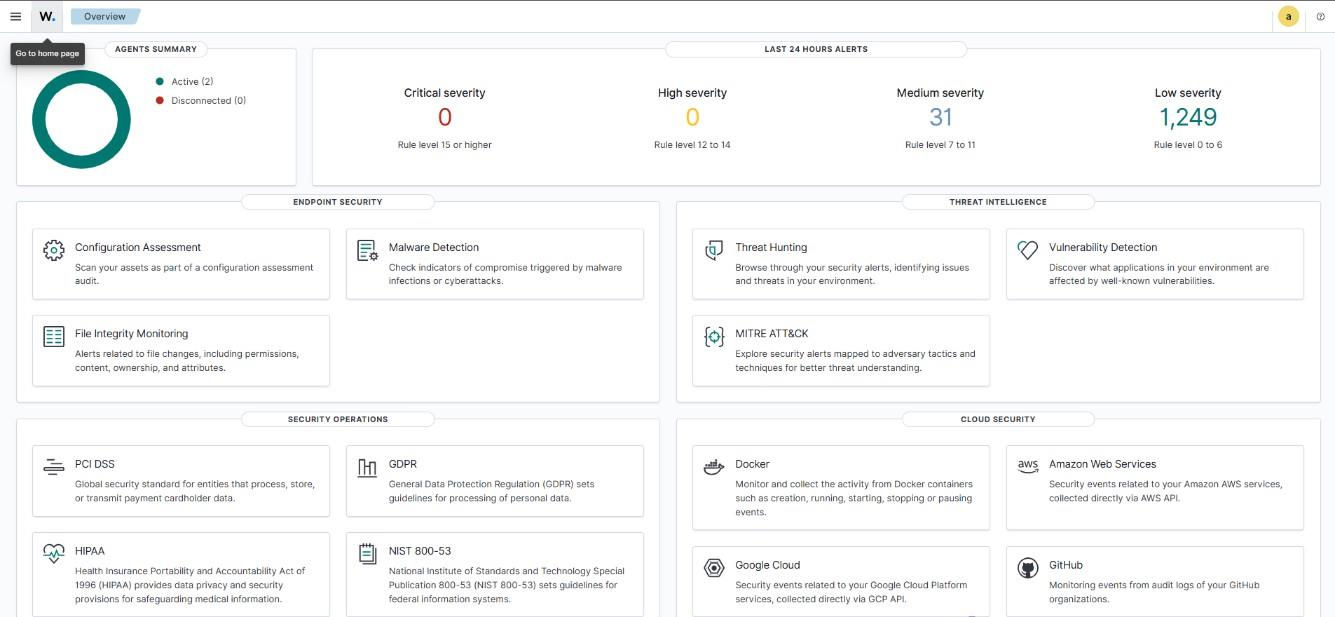 W. Overview a
Go to home page
AGENTS SUMMARY
Active (2)
Disconnected (0)
LAST 24 HOURS ALERTS
Critical severity
0
Rule level 15 or higher
High severity
0
Rule level 12 to 14
Medium severity
31
Rule level 7 to 11
Low severity
1,249
Rule level 0 to 6
ENDPOINT SECURITY
Configuration Assessment
Scan your assets as part of a configuration assessment
audit.
Malware Detection
Check indicators of compromise triggered by malware
infections or cyberattacks.
File Integrity Monitoring
Alerts related to file changes, including permissions,
content, ownership, and attributes.
THREAT INTELLIGENCE
Threat Hunting
Browse through your security alerts, identifying issues
and threats in your environment.
Vulnerability Detection
Discover what applications in your environment are
affected by well-known vulnerabilities.
MITRE ATT&CK
Explore security alerts mapped to adversary tactics and
techniques for better threat understanding.
SECURITY OPERATIONS
PCI DSS
Global security standard for entities that process, store,
or transmit payment cardholder data.
GDPR
General Data Protection Regulation (GDPR) sets
guidelines for processing of personal data.
HIPAA
Health Insurance Portability and Accountability Act of
1996 (HIPAA) provides data privacy and security
provisions for safeguarding medical information.
NIST 800-53
National Institute of Standards and Technology Special
Publication 800-53 (NIST 800-53) sets guidelines for
federal information systems.
CLOUD SECURITY
Docker
Monitor and collect the activity from Docker containers
such as creation, running, starting, stopping or pausing
events.
aws
Amazon Web Services
Security events related to your Amazon AWS services,
collected directly via AWS API.
Google Cloud
Security events related to your Google Cloud Platform
services, collected directly via GCP API.
GitHub
Monitoring events from audit logs of your GitHub
organizations.